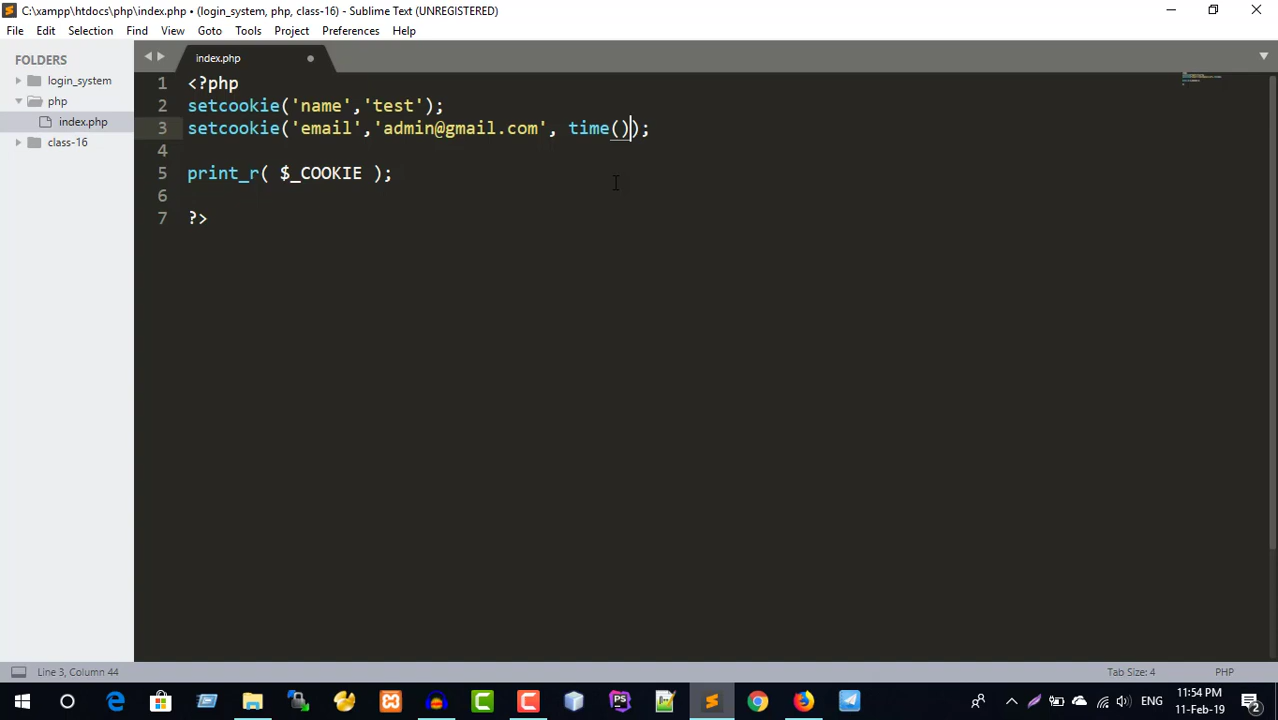 C:\xampp\htdocs\php\index.php • (login_system, php, class-16) - Sublime Text (UNREGISTERED)
File Edit Selection Find View Goto Tools Project Preferences Help
FOLDERS
login_system
php
index.php
class-16
index.php
1 <?php
2 setcookie('name','test');
3 setcookie('email','admin@gmail.com', time());
4
5 print_r( $_COOKIE );
6
7 ?>
Line 3, Column 44
Tab Size: 4
PHP
ENG
11:54 PM
11-Feb-19
2